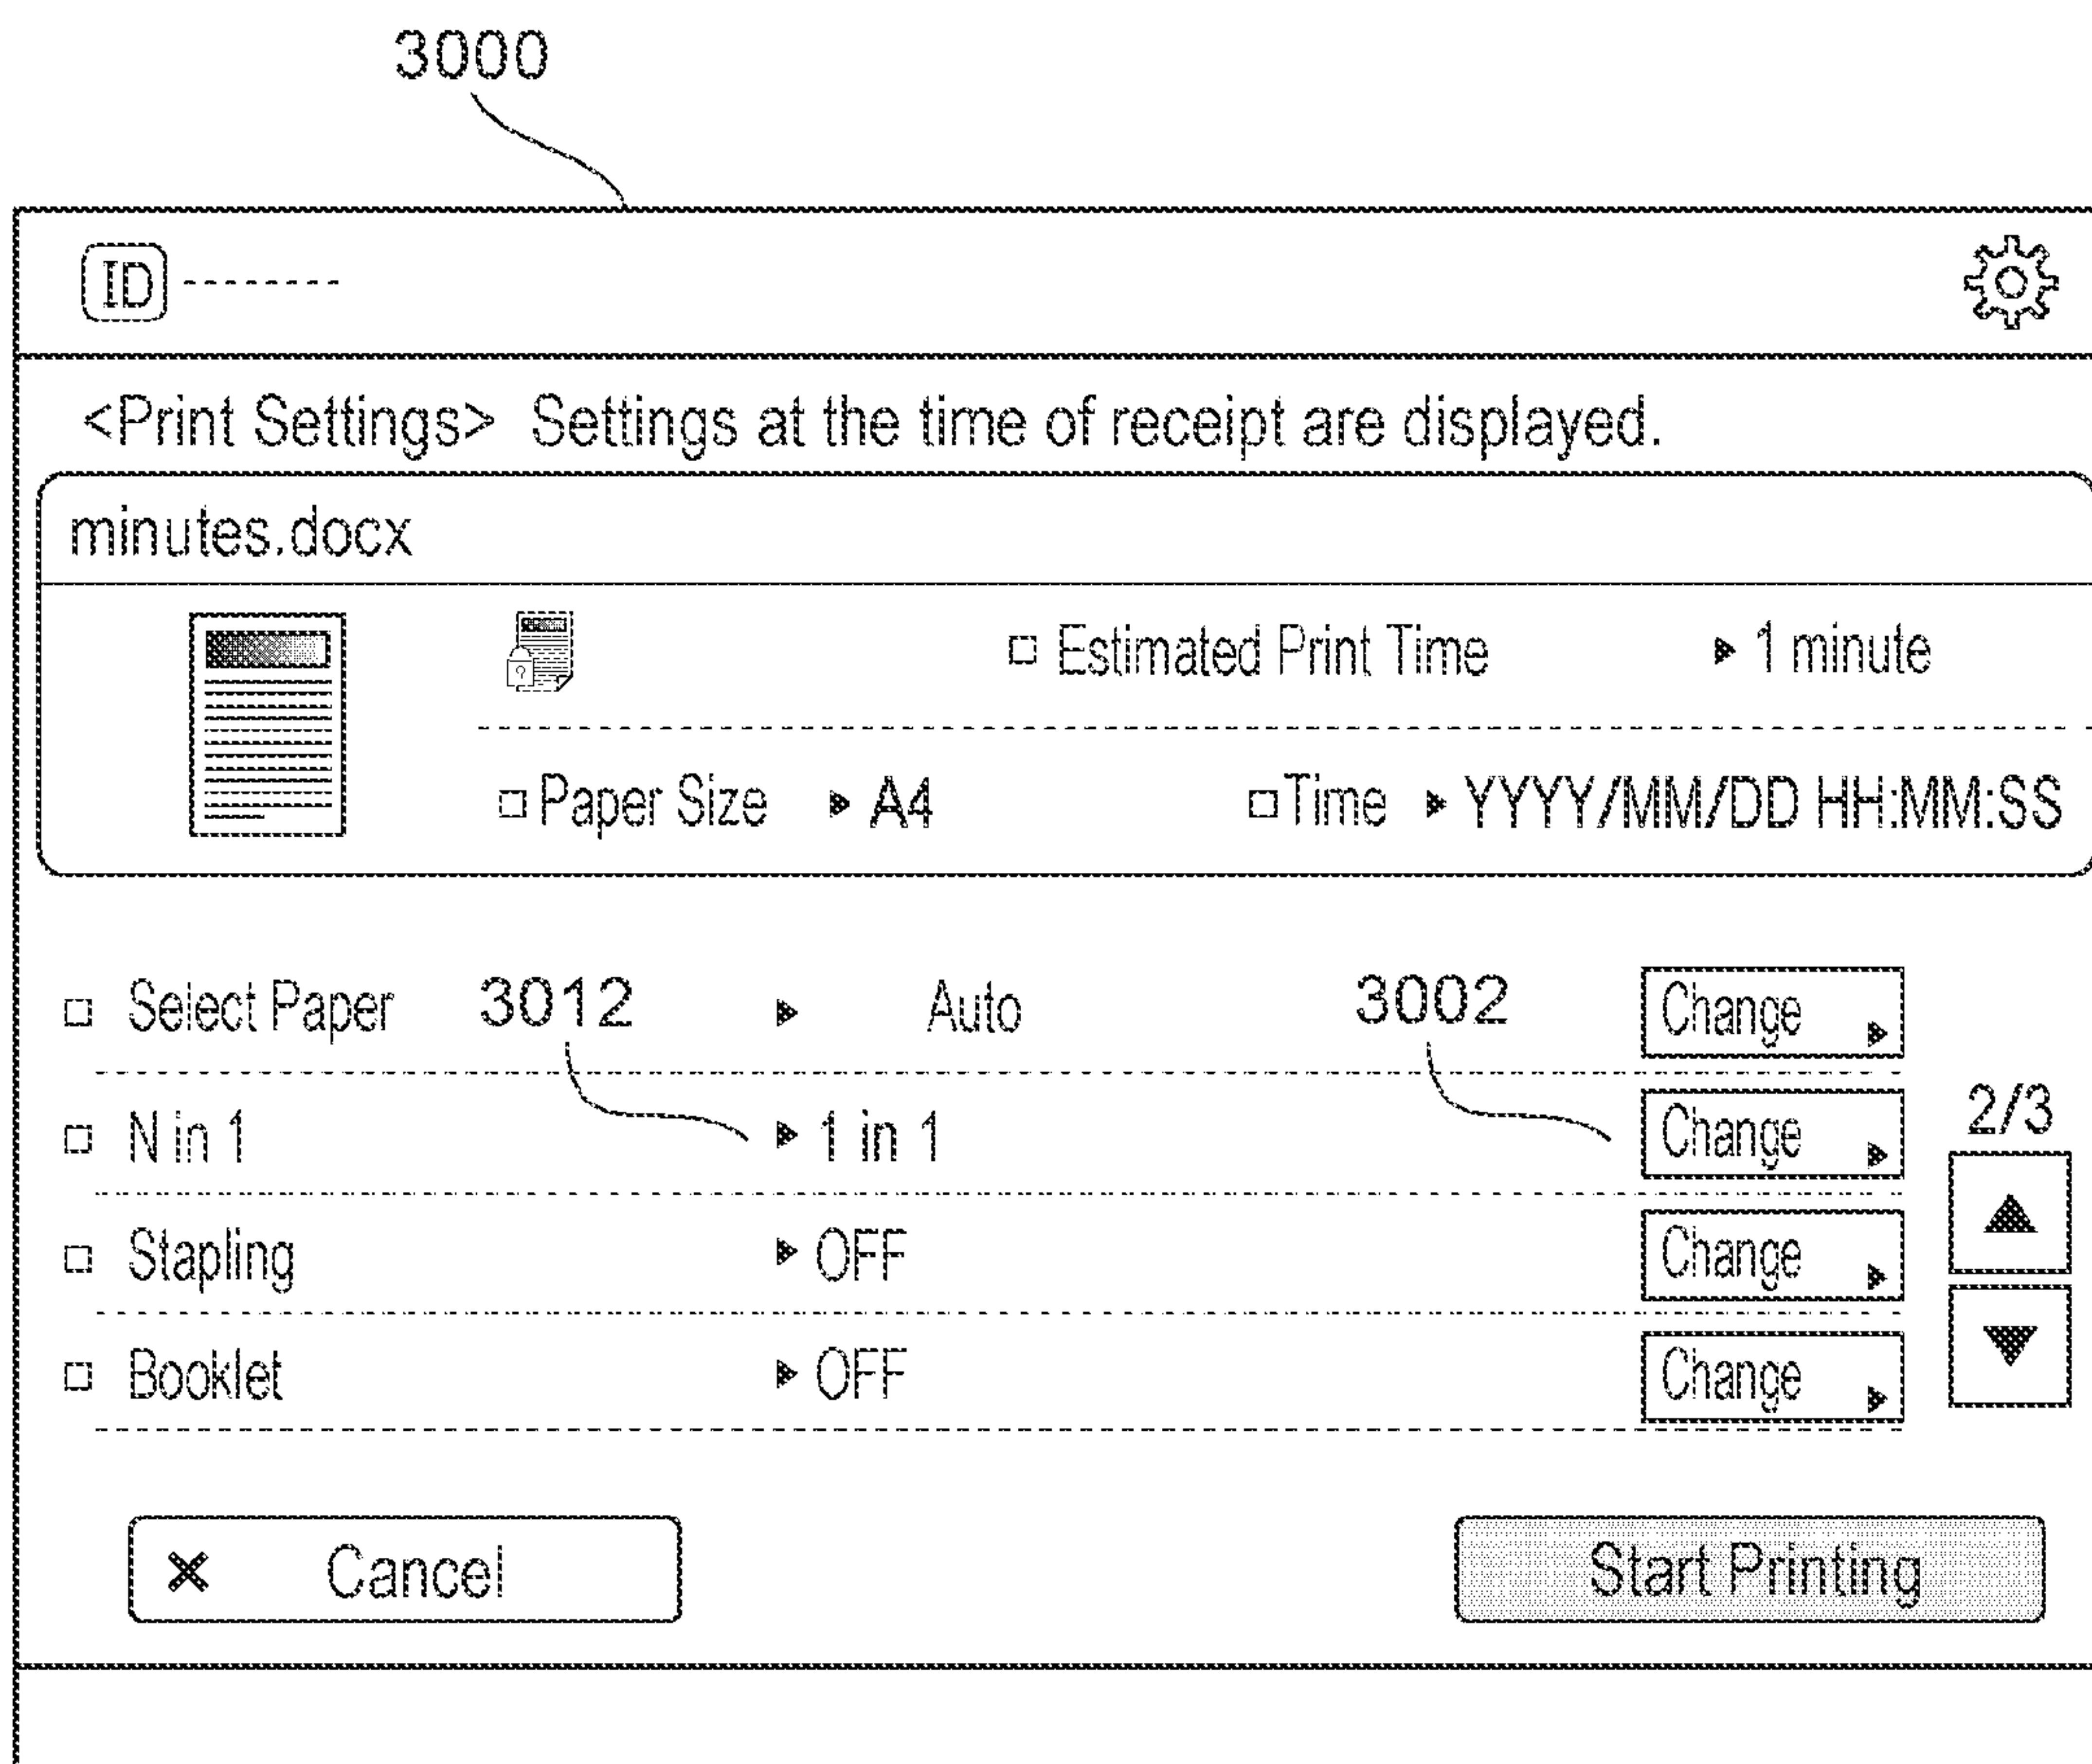 3000
ID --------
<Print Settings> Settings at the time of receipt are displayed.
minutes.docx
□ Estimated Print Time ▶ 1 minute
□ Paper Size ▶ A4 □ Time ▶ YYYY/MM/DD HH:MM:SS
□ Select Paper 3012 ▶ Auto 3002 Change ▶
□ N in 1 ▶ 1 in 1 Change ▶
2/3
□ Stapling ▶ OFF Change ▶ ▲
□ Booklet ▶ OFF Change ▶ ▼
× Cancel Start Printing